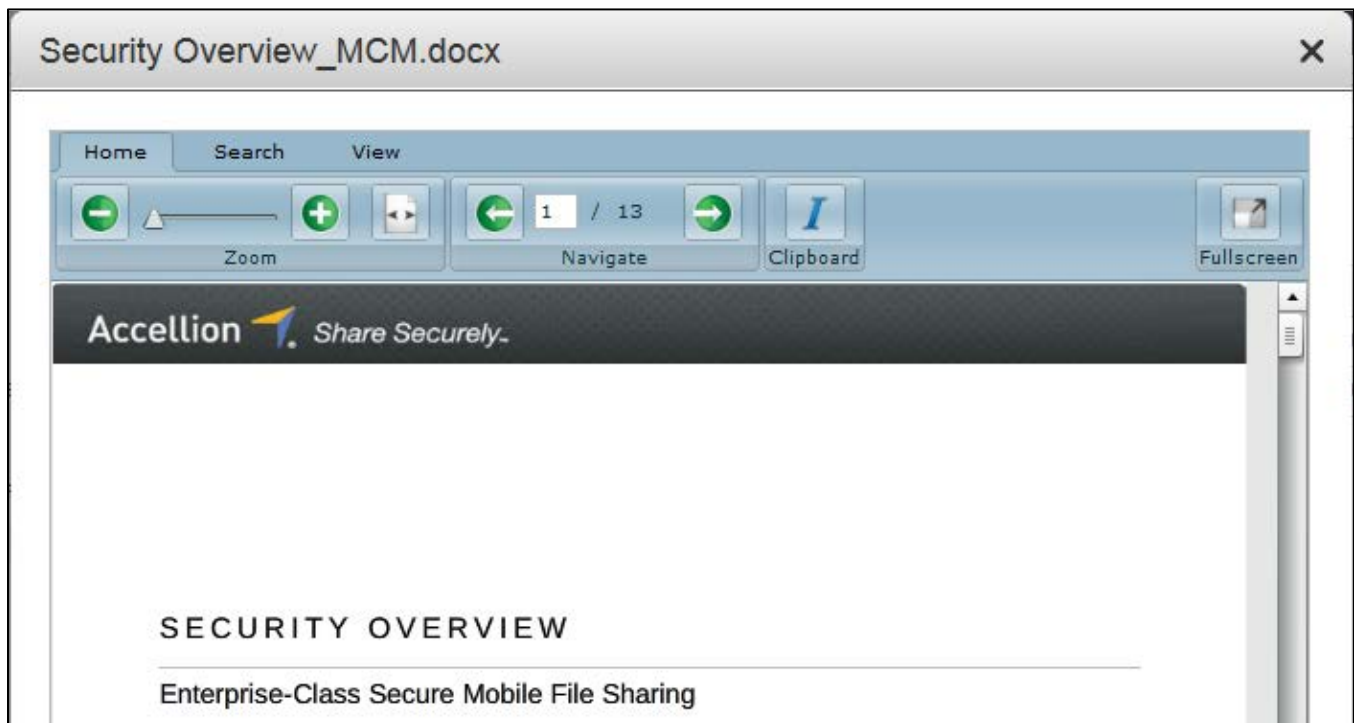 Security Overview_MCM.docx
Home Search View
1 / 13
Zoom Navigate Clipboard Fullscreen
Accellion Share Securely™
SECURITY OVERVIEW
Enterprise-Class Secure Mobile File Sharing